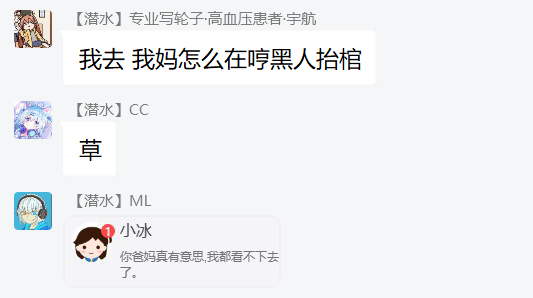 【潜水】专业写轮子·高血压患者·宇航
我去 我妈怎么在哼黑人抬棺
【潜水】CC
草
【潜水】ML
1
小冰
你爸妈真有意思,我都看不下去
了。